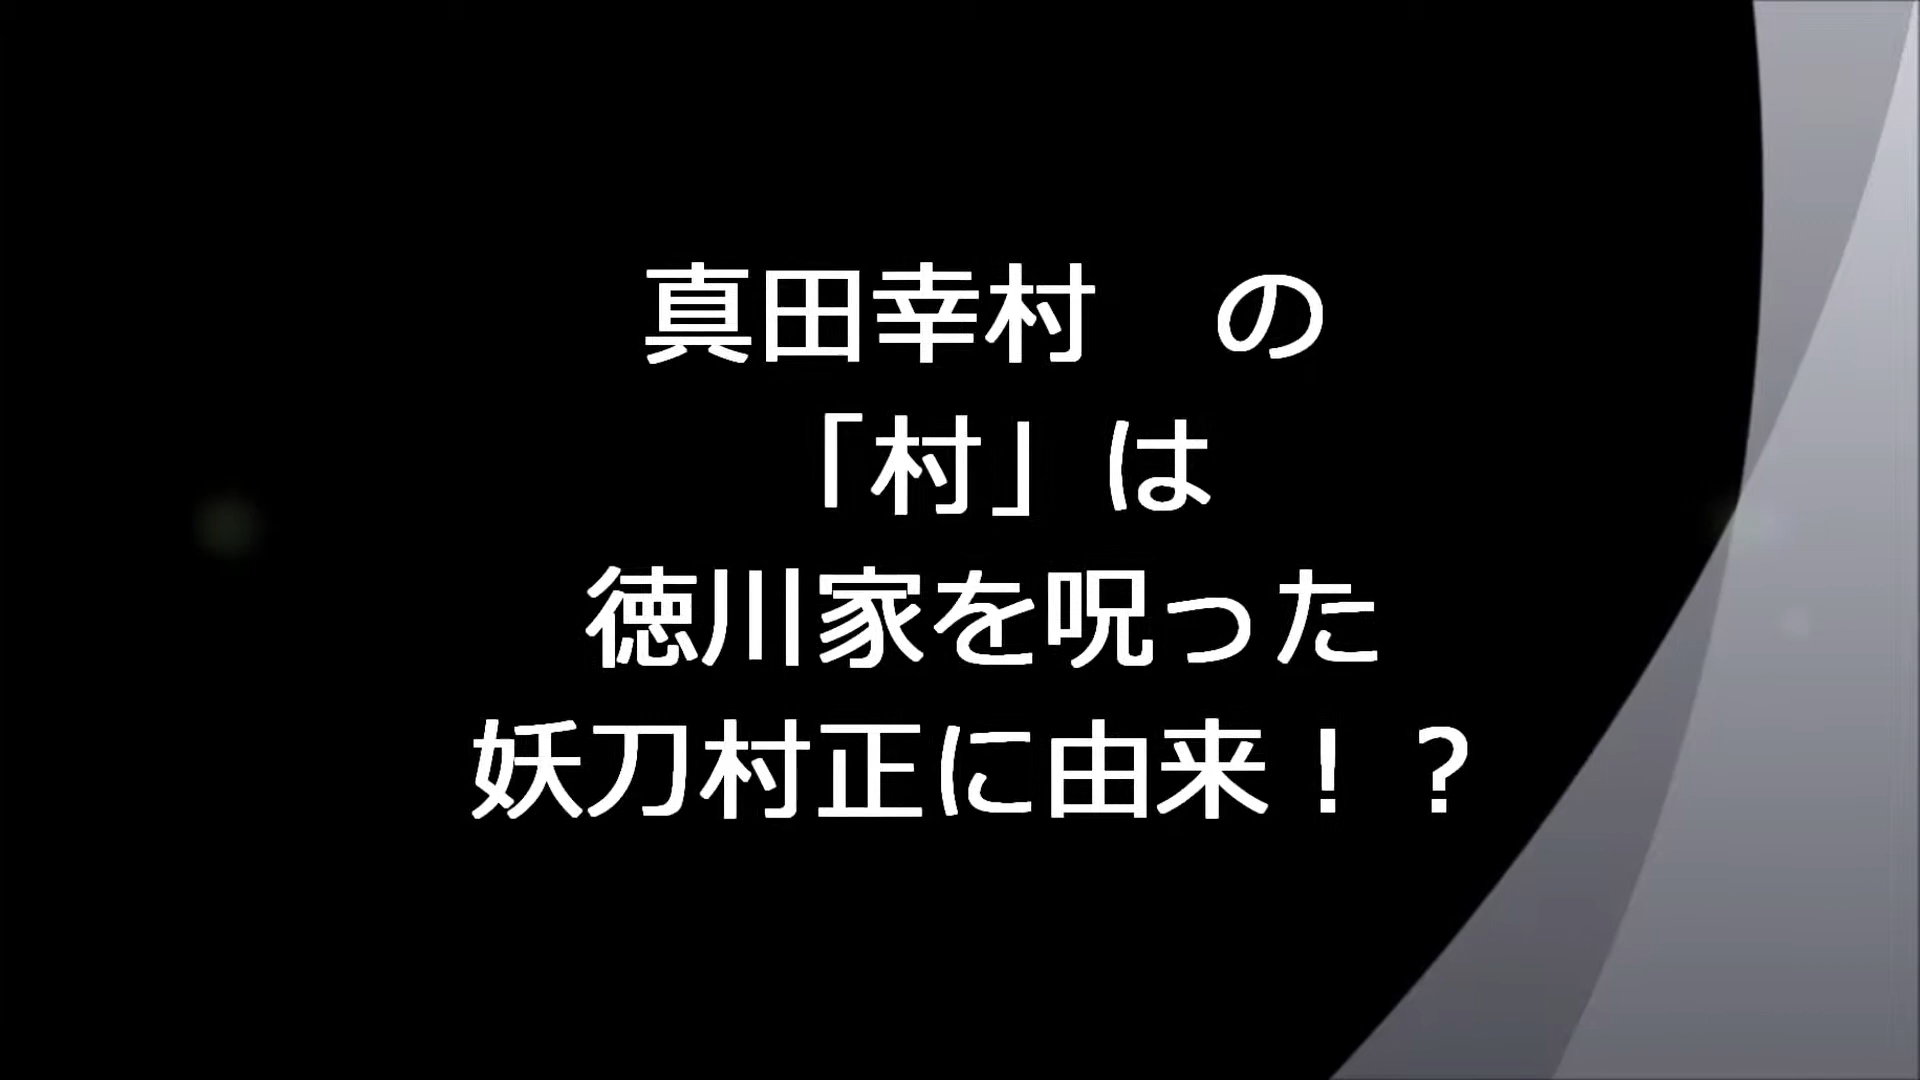 真田幸村　の
「村」は
徳川家を呪った
妖刀村正に由来！？